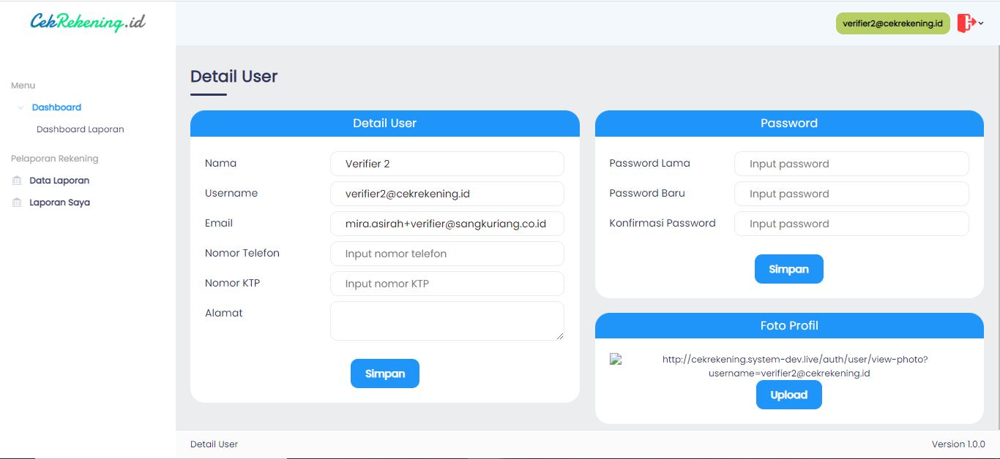 CekRekening.id
verifier2@cekrekening.id
Menu
Dashboard
Dashboard Laporan
Pelaporan Rekening
Data Laporan
Laporan Saya
Detail User
Detail User
Nama
Verifier 2
Username
verifier2@cekrekening.id
Email
mira.asirah+verifier@sangkuriang.co.id
Nomor Telefon
Input nomor telefon
Nomor KTP
Input nomor KTP
Alamat
Simpan
Password
Password Lama
Input password
Password Baru
Input password
Konfirmasi Password
Input password
Simpan
Foto Profil
http://cekrekening.system-dev.live/auth/user/view-photo?
username=verifier2@cekrekening.id
Upload
Detail User
Version 1.0.0